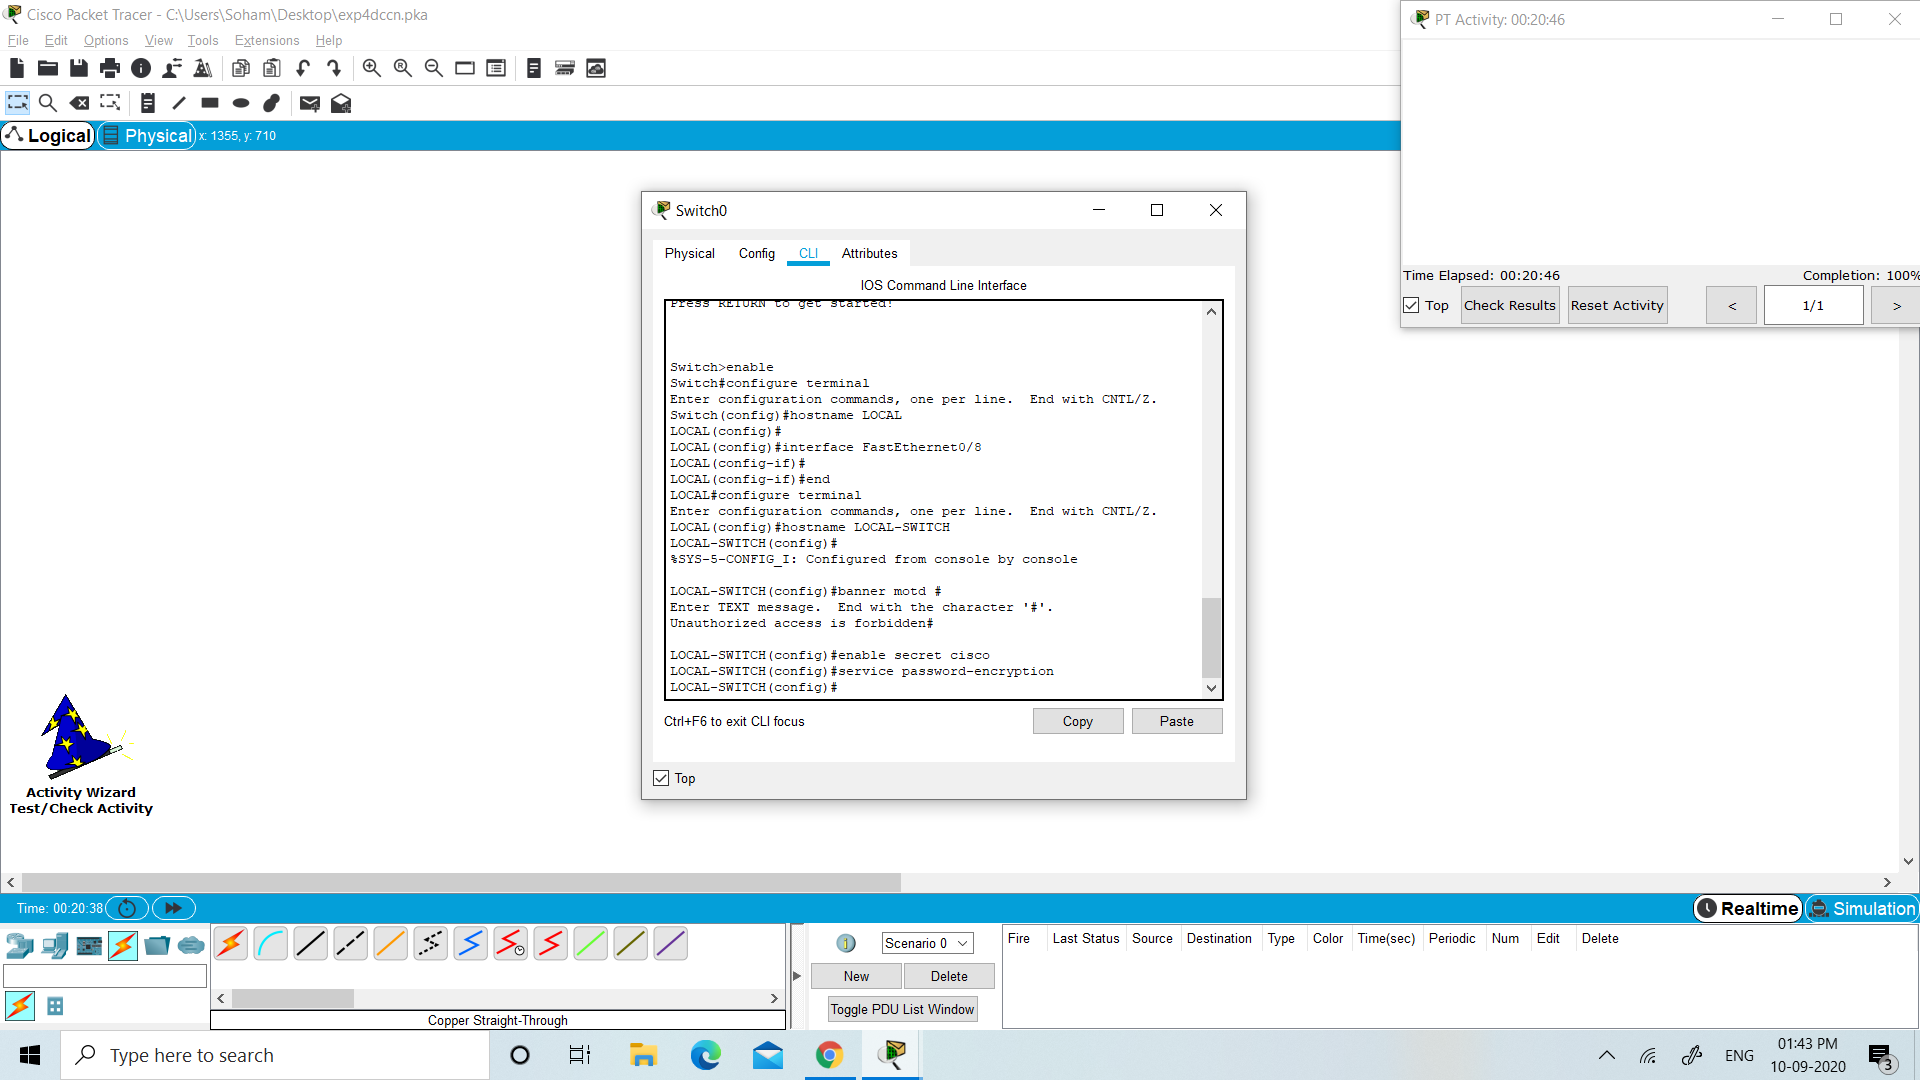 Cisco Packet Tracer - C:\Users\Soham\Desktop\exp4dccn.pka
File Edit Options View Tools Extensions Help
Logical Physical x: 1355, y: 710
PT Activity: 00:20:46
Time Elapsed: 00:20:46 Completion: 100%
Top Check Results Reset Activity < 1/1 >
Switch0
Physical Config CLI Attributes
IOS Command Line Interface
Press RETURN to get started!
Switch>enable
Switch#configure terminal
Enter configuration commands, one per line.  End with CNTL/Z.
Switch(config)#hostname LOCAL
LOCAL(config)#
LOCAL(config)#interface FastEthernet0/8
LOCAL(config-if)#
LOCAL(config-if)#end
LOCAL#configure terminal
Enter configuration commands, one per line.  End with CNTL/Z.
LOCAL(config)#hostname LOCAL-SWITCH
LOCAL-SWITCH(config)#
%SYS-5-CONFIG_I: Configured from console by console
LOCAL-SWITCH(config)#banner motd #
Enter TEXT message.  End with the character '#'.
Unauthorized access is forbidden#
LOCAL-SWITCH(config)#enable secret cisco
LOCAL-SWITCH(config)#service password-encryption
LOCAL-SWITCH(config)#
Ctrl+F6 to exit CLI focus Copy Paste
Top
Activity Wizard
Test/Check Activity
Time: 00:20:38 Realtime Simulation
Scenario 0
New Delete
Toggle PDU List Window
Fire Last Status Source Destination Type Color Time(sec) Periodic Num Edit Delete
Copper Straight-Through
Type here to search
ENG
01:43 PM
10-09-2020
3